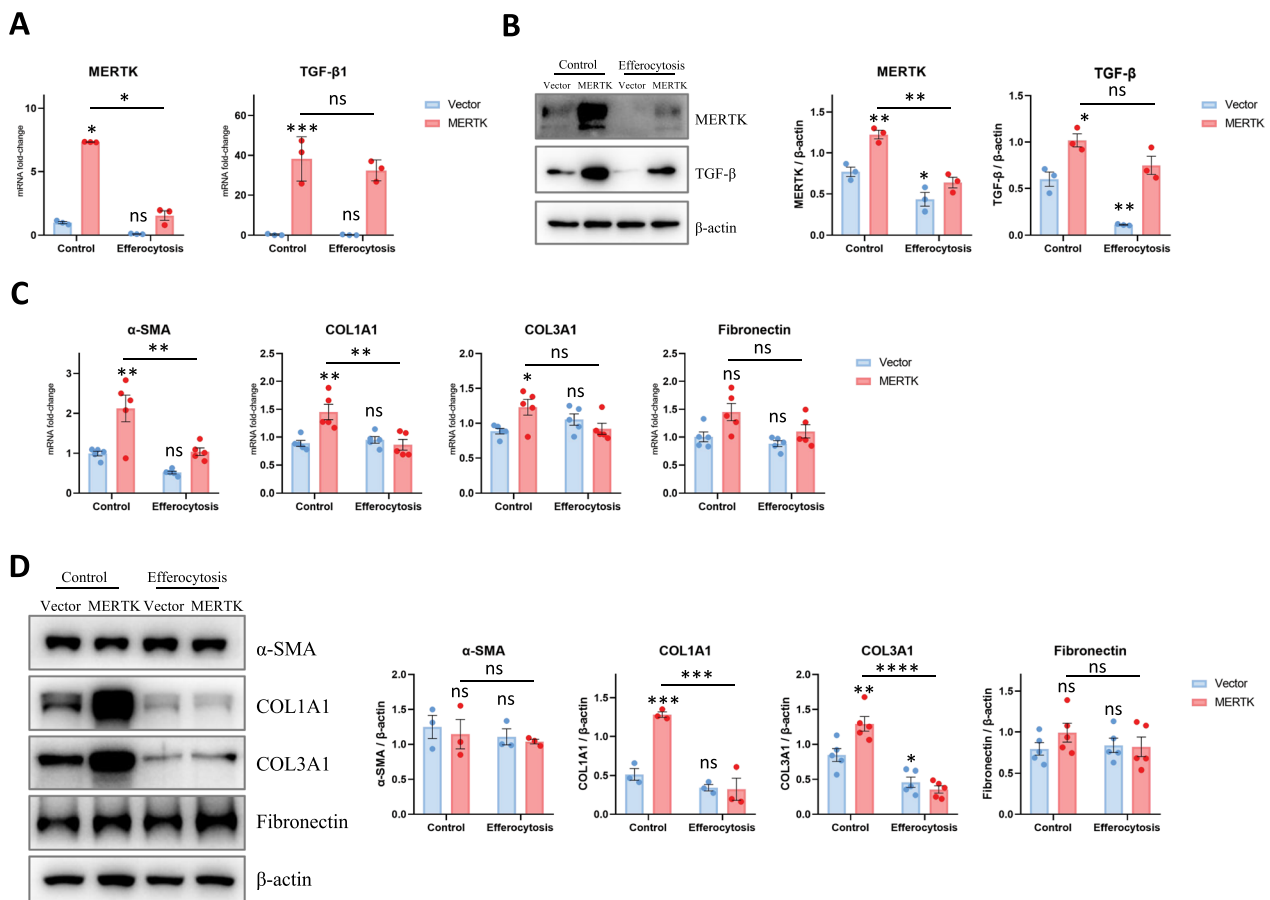 A
MERTK
mRNA fold-change
10
5
0
*
*
ns
Control
Efferocytosis
TGF-β1
mRNA fold-change
60
40
20
0
ns
***
ns
Control
Efferocytosis
Vector
MERTK
B
Control Efferocytosis
Vector MERTK Vector MERTK
MERTK
TGF-β
β-actin
MERTK
MERTK / β-actin
1.5
1.0
0.5
0.0
**
**
*
Control
Efferocytosis
TGF-β
TGF-β / β-actin
1.5
1.0
0.5
0.0
ns
*
**
Control
Efferocytosis
Vector
MERTK
C
α-SMA
mRNA fold-change
3
2
1
0
**
**
ns
Control
Efferocytosis
COL1A1
mRNA fold-change
2.5
2.0
1.5
1.0
0.5
0.0
**
**
ns
Control
Efferocytosis
COL3A1
mRNA fold-change
2.5
2.0
1.5
1.0
0.5
0.0
ns
*
ns
Control
Efferocytosis
Fibronectin
mRNA fold-change
2.5
2.0
1.5
1.0
0.5
0.0
ns
ns
ns
Control
Efferocytosis
Vector
MERTK
D
Control Efferocytosis
Vector MERTK Vector MERTK
α-SMA
COL1A1
COL3A1
Fibronectin
β-actin
α-SMA
α-SMA / β-actin
2.0
1.5
1.0
0.5
0.0
ns
ns
ns
Control
Efferocytosis
COL1A1
COL1A1 / β-actin
1.5
1.0
0.5
0.0
***
***
ns
Control
Efferocytosis
COL3A1
COL3A1 / β-actin
2.0
1.5
1.0
0.5
0.0
****
**
*
Control
Efferocytosis
Fibronectin
Fibronectin / β-actin
1.5
1.0
0.5
0.0
ns
ns
ns
Control
Efferocytosis
Vector
MERTK